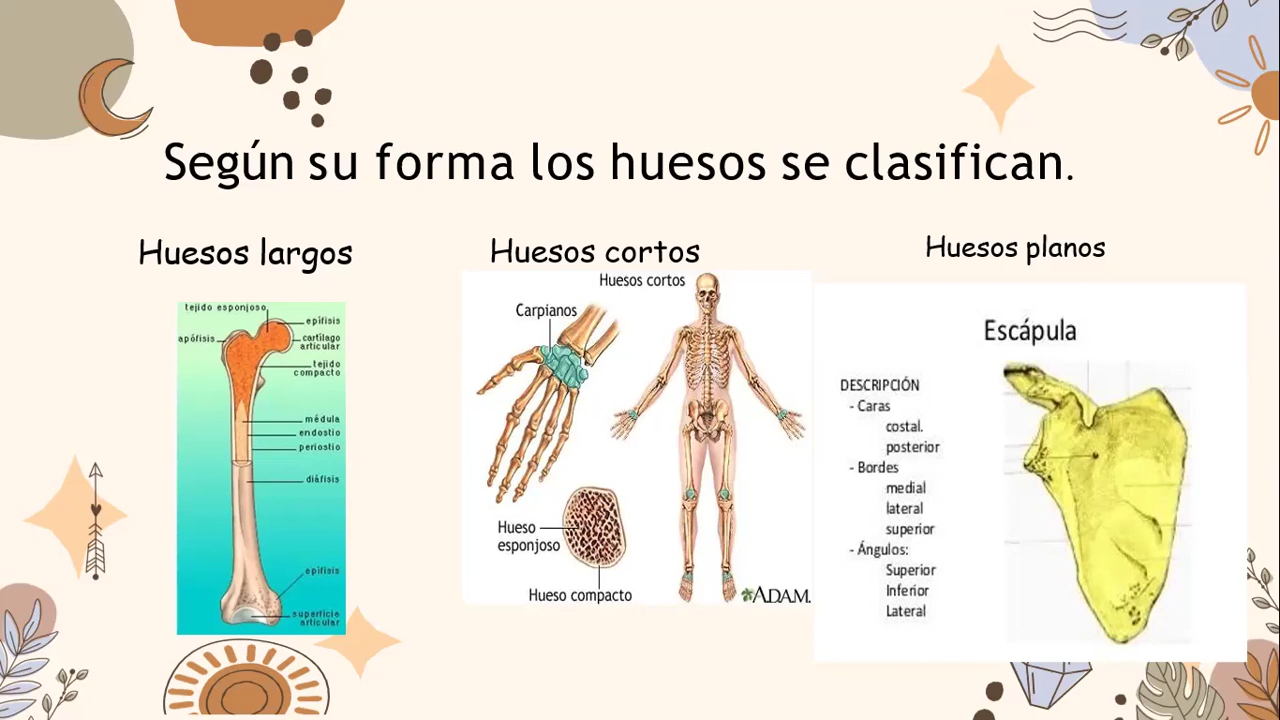 Según su forma los huesos se clasifican.
Huesos largos
tejido esponjoso
epífisis
apófisis
cartílago
articular
tejido
compacto
médula
endostio
periostio
diáfisis
epífisis
superficie
articular
Huesos cortos
Huesos cortos
Carpianos
Hueso
esponjoso
Hueso compacto
ADAM.
Huesos planos
Escápula
DESCRIPCIÓN
- Caras
costal.
posterior
- Bordes
medial
lateral
superior
- Ángulos:
Superior
Inferior
Lateral